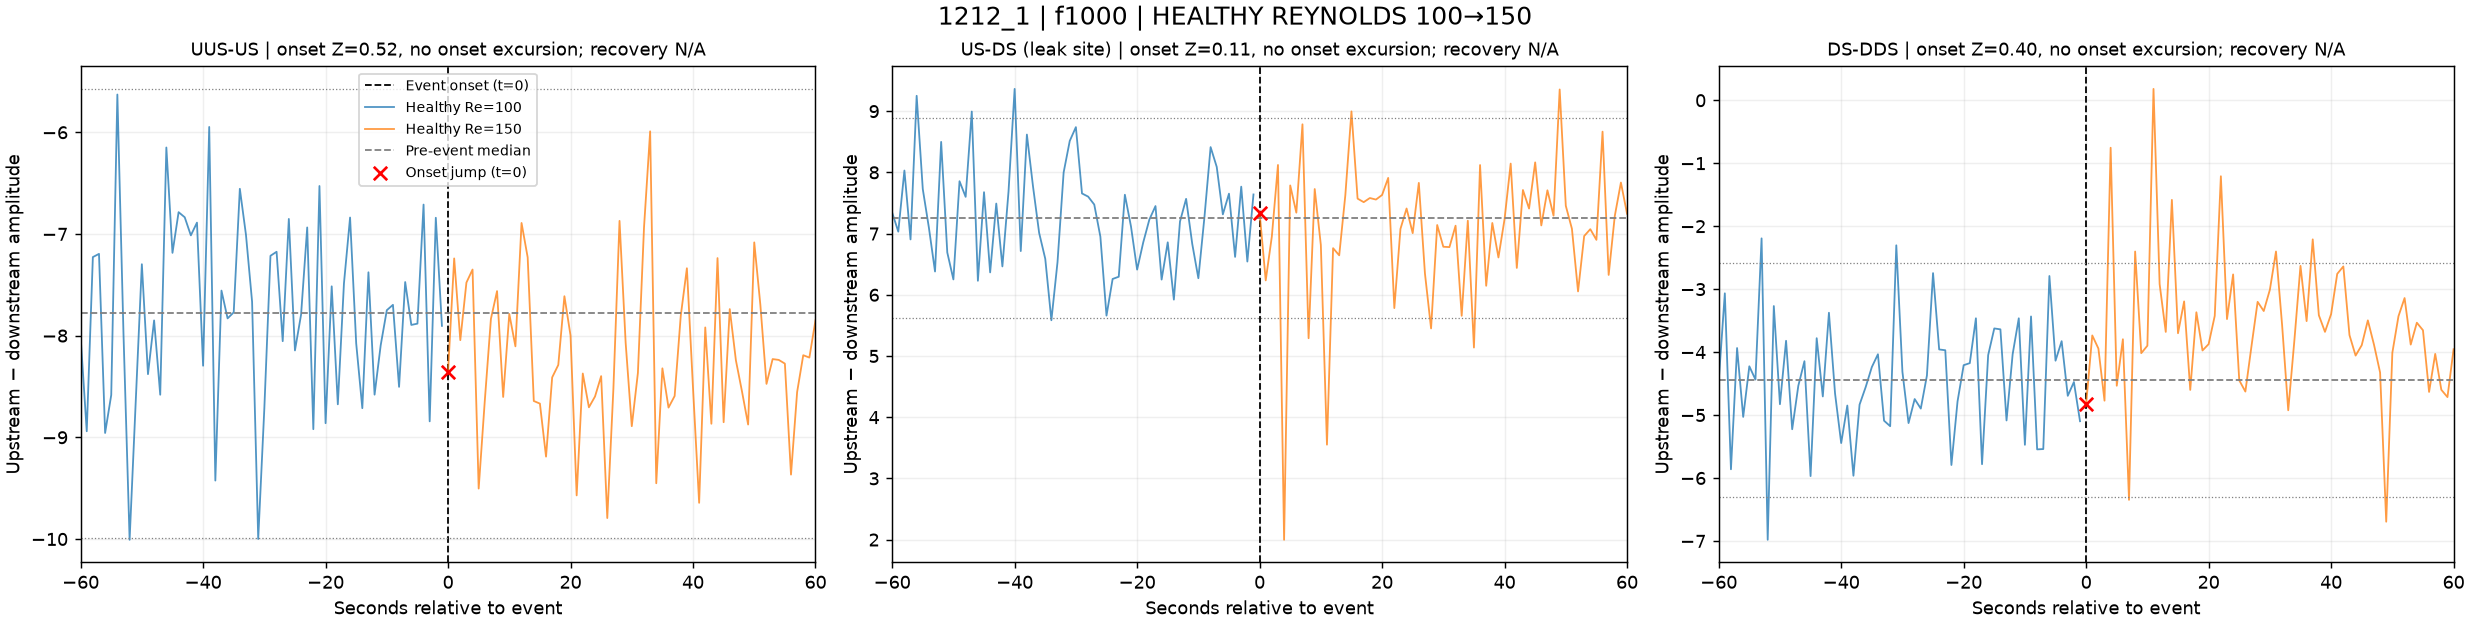 1212_1 | f1000 | HEALTHY REYNOLDS 100→150
UUS-US | onset Z=0.52, no onset excursion; recovery N/A
Upstream − downstream amplitude
−6
−7
−8
−9
−10
Event onset (t=0)
Healthy Re=100
Healthy Re=150
Pre-event median
Onset jump (t=0)
−60 −40 −20 0 20 40 60
Seconds relative to event
US-DS (leak site) | onset Z=0.11, no onset excursion; recovery N/A
Upstream − downstream amplitude
9
8
7
6
5
4
3
2
−60 −40 −20 0 20 40 60
Seconds relative to event
DS-DDS | onset Z=0.40, no onset excursion; recovery N/A
Upstream − downstream amplitude
0
−1
−2
−3
−4
−5
−6
−7
−60 −40 −20 0 20 40 60
Seconds relative to event